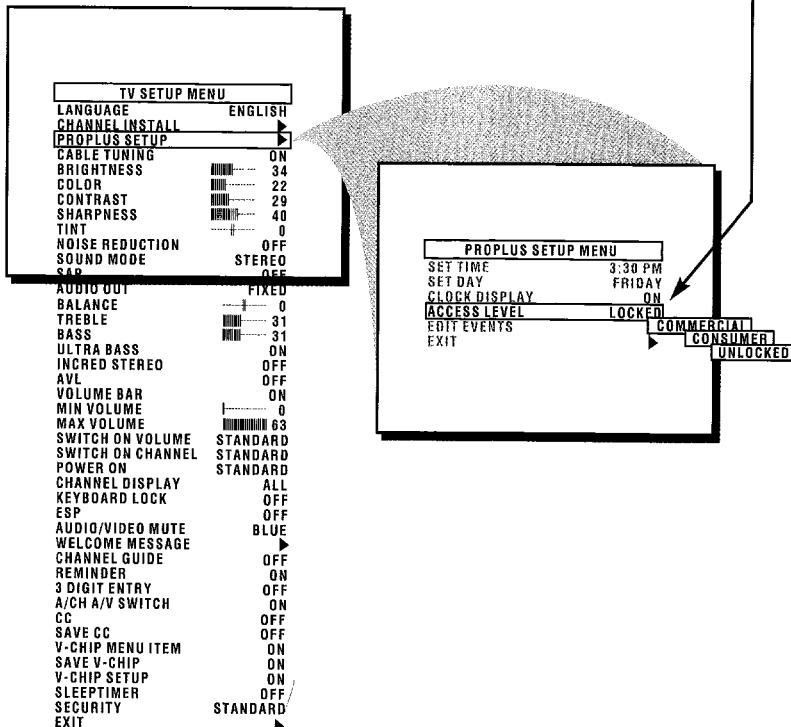 TV SETUP MENU
LANGUAGE ENGLISH
CHANNEL INSTALL
PROPLUS SETUP
CABLE TUNING ON
BRIGHTNESS 34
COLOR 22
CONTRAST 29
SHARPNESS 40
TINT 0
NOISE REDUCTION OFF
SOUND MODE STEREO
SAP OFF
AUDIO OUT FIXED
BALANCE 0
TREBLE 31
BASS 31
ULTRA BASS ON
INCRED STEREO OFF
AVL OFF
VOLUME BAR ON
MIN VOLUME 0
MAX VOLUME 63
SWITCH ON VOLUME STANDARD
SWITCH ON CHANNEL STANDARD
POWER ON STANDARD
CHANNEL DISPLAY ALL
KEYBOARD LOCK OFF
ESP OFF
AUDIO/VIDEO MUTE BLUE
WELCOME MESSAGE
CHANNEL GUIDE OFF
REMINDER ON
3 DIGIT ENTRY OFF
A/CH A/V SWITCH ON
CC OFF
SAVE CC OFF
V-CHIP MENU ITEM ON
SAVE V-CHIP ON
V-CHIP SETUP ON
SLEEPTIMER OFF
SECURITY STANDARD
EXIT
PROPLUS SETUP MENU
SET TIME 3:30 PM
SET DAY FRIDAY
CLOCK DISPLAY ON
ACCESS LEVEL LOCKED
COMMERCIAL
CONSUMER
UNLOCKED
EDIT EVENTS
EXIT